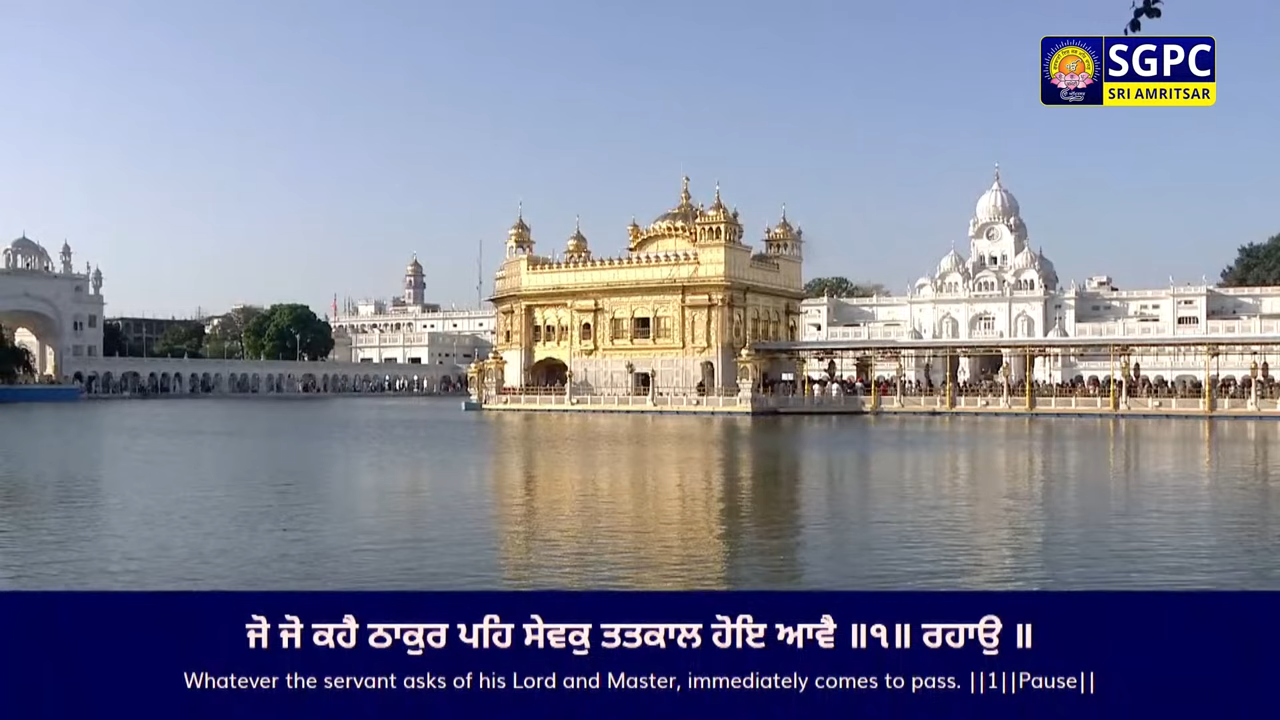 SGPC
SRI AMRITSAR
ਜੋ ਜੋ ਕਹੈ ਠਾਕੁਰ ਪਹਿ ਸੇਵਕੁ ਤਤਕਾਲ ਹੋਇ ਆਵੈ ॥੧॥ ਰਹਾਉ ॥
Whatever the servant asks of his Lord and Master, immediately comes to pass. ||1||Pause||